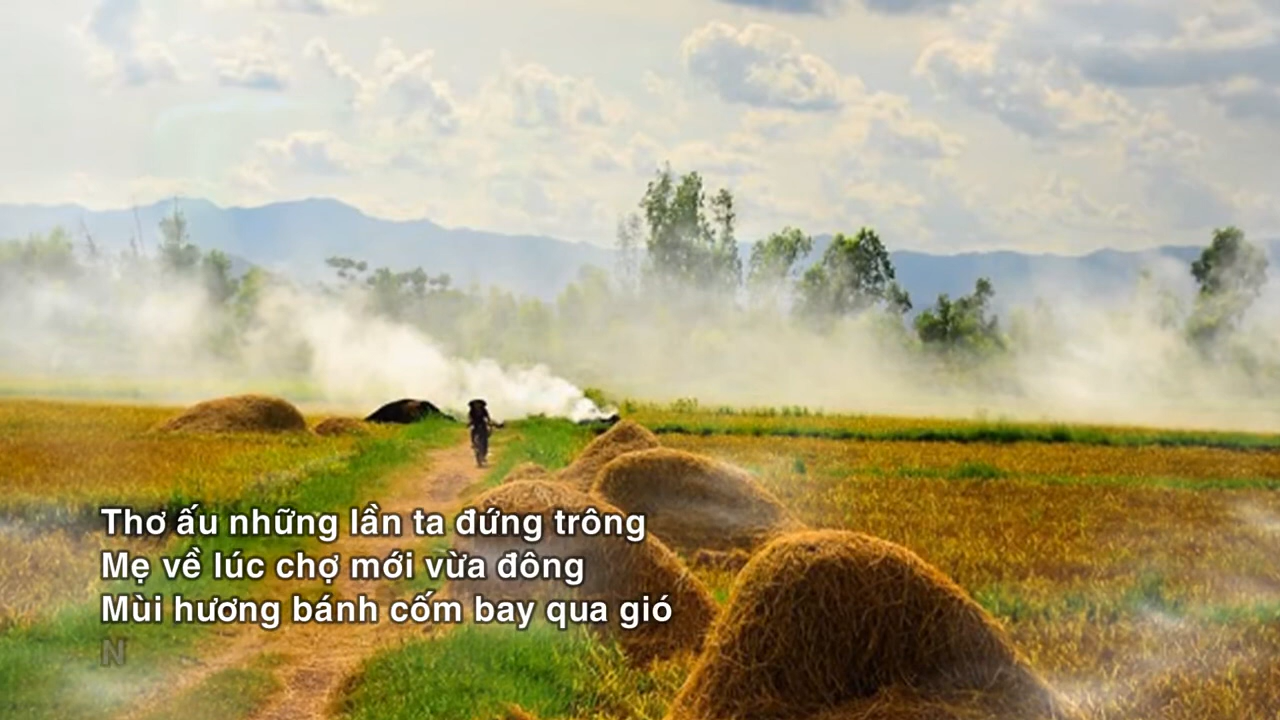 Thơ ấu những lần ta đứng trông
Mẹ về lúc chợ mới vừa đông
Mùi hương bánh cốm bay qua gió
N